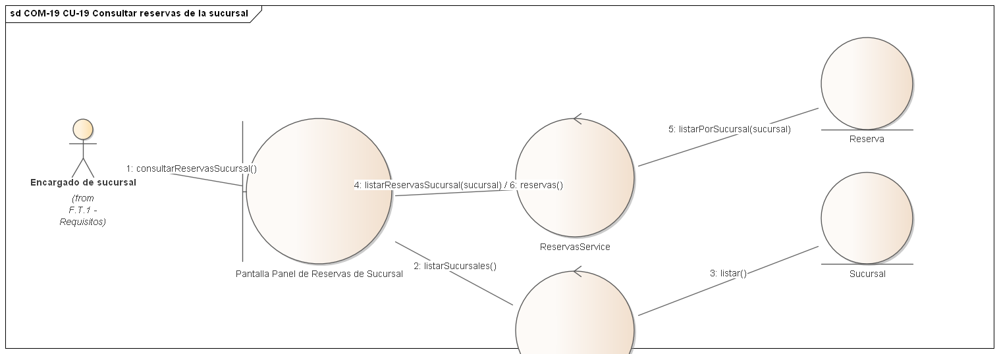 sd COM-19 CU-19 Consultar reservas de la sucursal
Reserva
5: listarPorSucursal(sucursal)
1: consultarReservasSucursal()
Encargado de sucursal
(from
F.T.1 -
Requisitos)
4: listarReservasSucursal(sucursal) / 6: reservas()
ReservasService
Pantalla Panel de Reservas de Sucursal
2: listarSucursales()
3: listar()
Sucursal